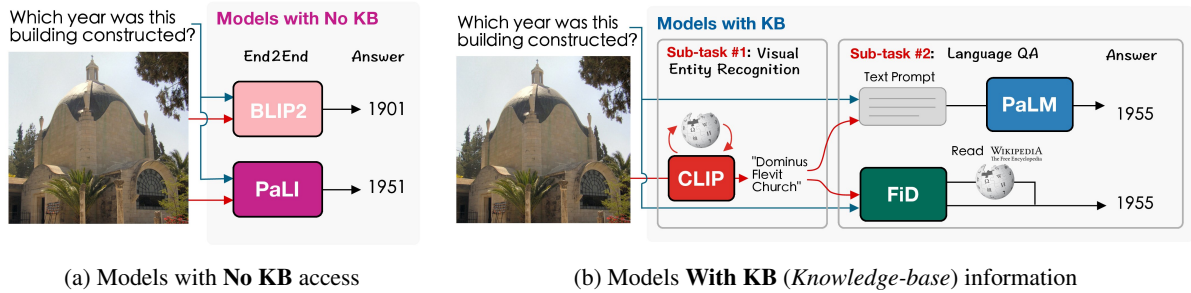 Which year was this
building constructed?
Models with No KB
End2End
Answer
BLIP2
1901
PaLI
1951
(a) Models with No KB access
Which year was this
building constructed?
Models with KB
Sub-task #1: Visual
Entity Recognition
CLIP
"Dominus
Flevit
Church"
Sub-task #2: Language QA
Answer
Text Prompt
PaLM
1955
Read WIKIPEDIA
The Free Encyclopedia
FiD
1955
(b) Models With KB (Knowledge-base) information